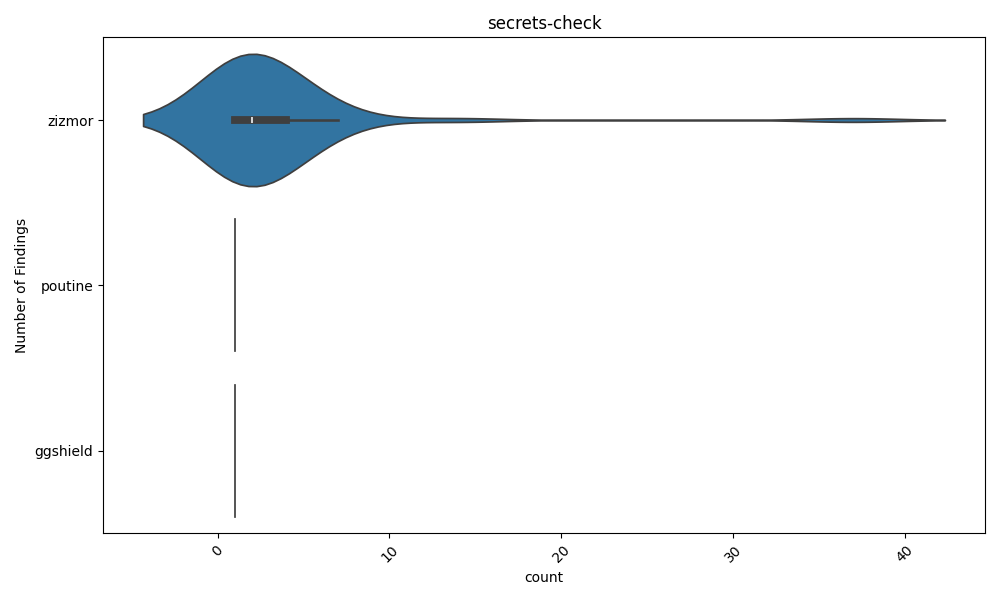 secrets-check
Number of Findings
zizmor
poutine
ggshield
0 10 20 30 40
count